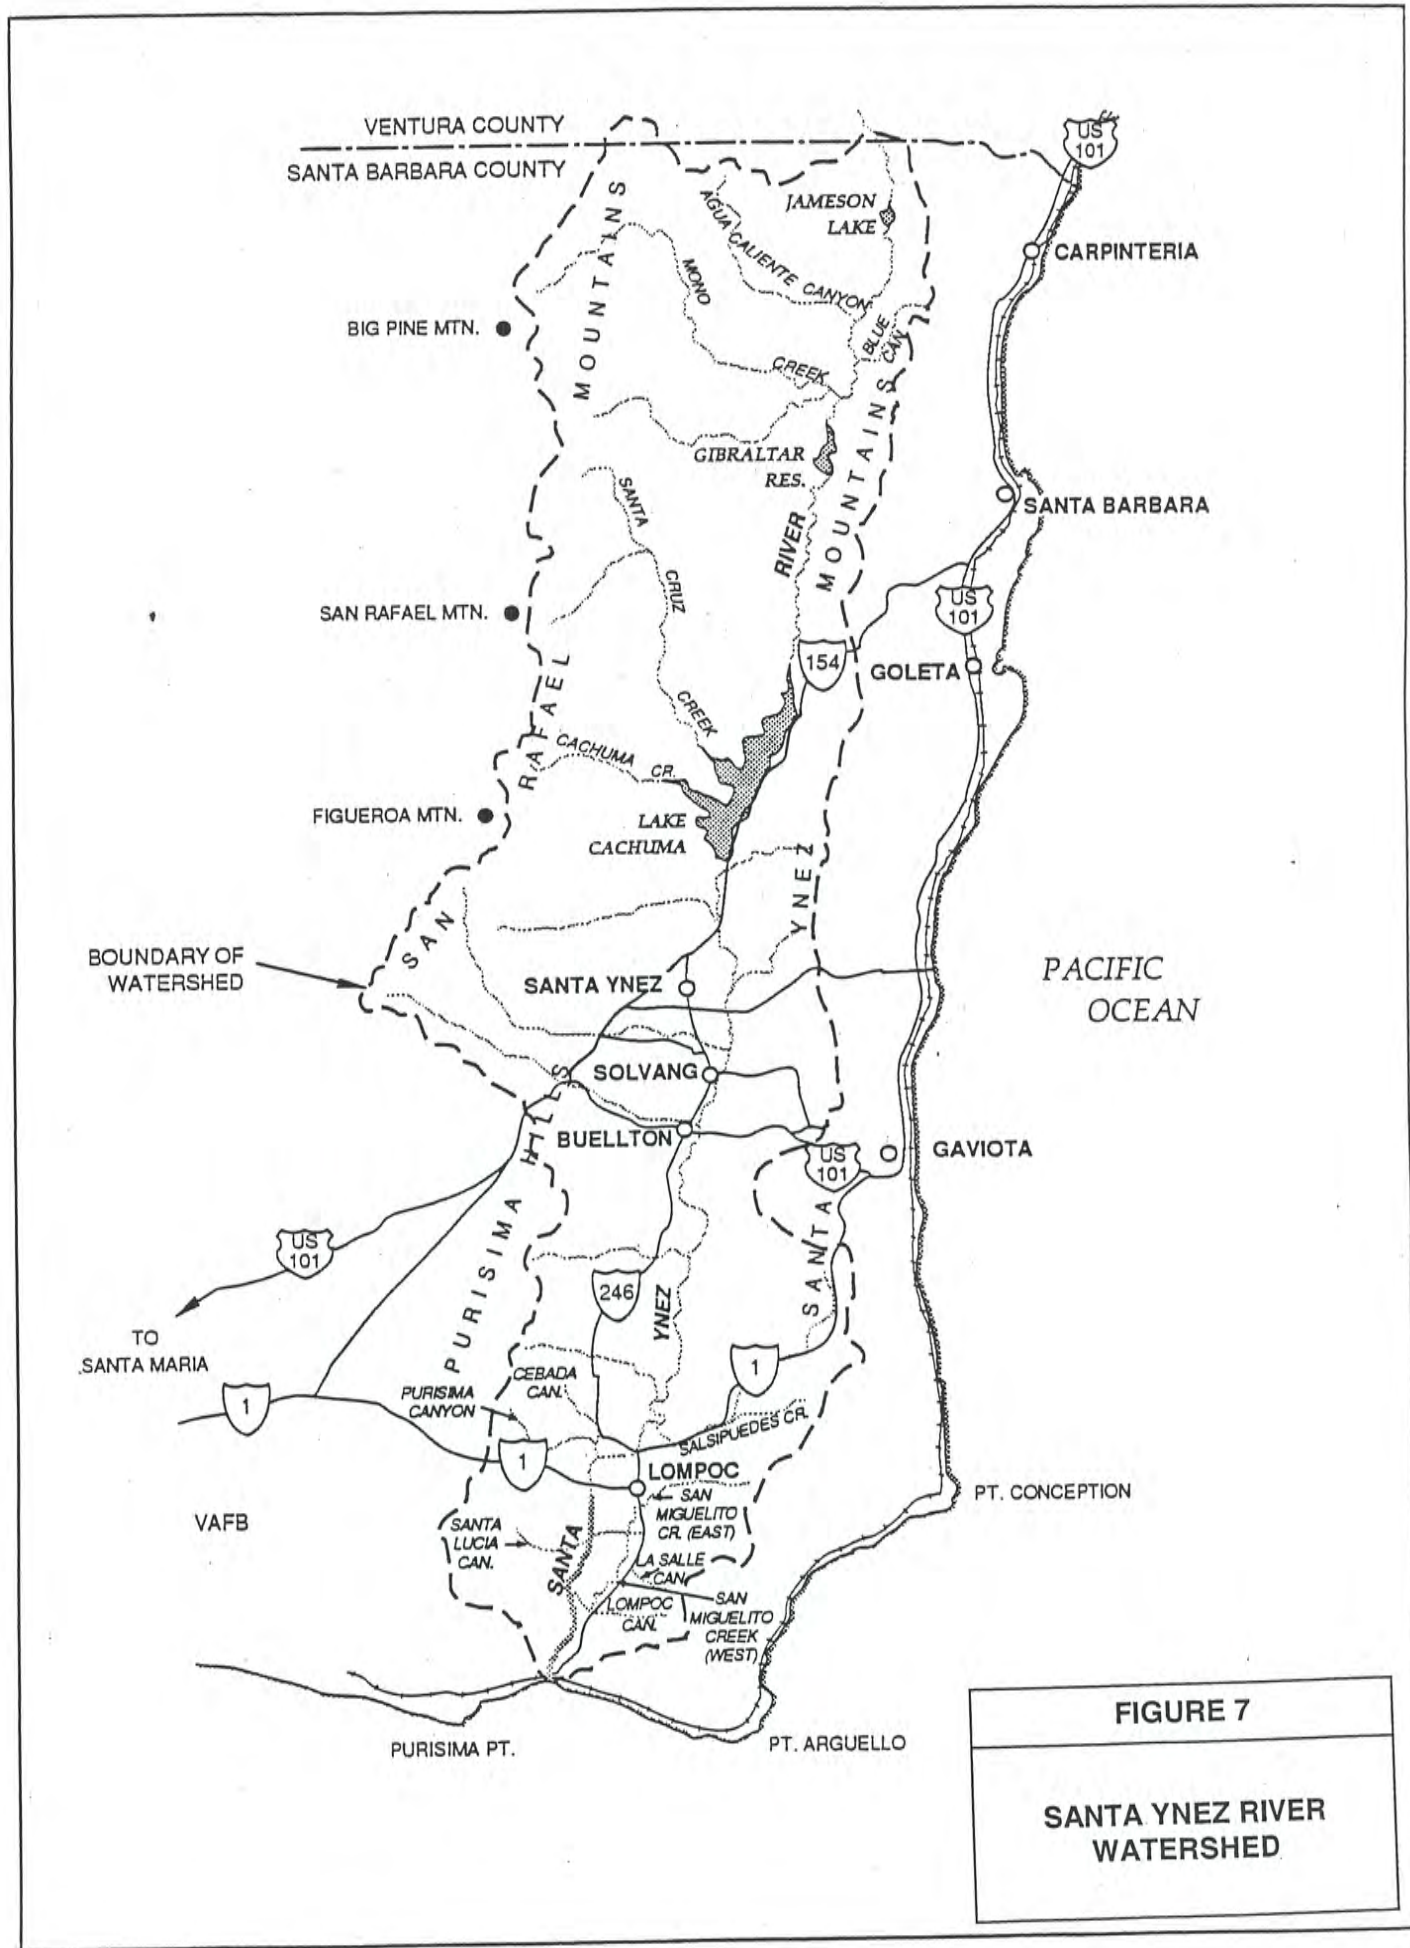 VENTURA COUNTY
SANTA BARBARA COUNTY
US
101
JAMESON
LAKE
AGUA CALIENTE CANYON
CARPINTERIA
MOUNTAINS
MONO
CREEK
BIG PINE MTN.
BLUE
CAN.
GIBRALTAR
RES.
MOUNTAINS
SANTA
CRUZ
CREEK
RIVER
SANTA BARBARA
US
101
SAN RAFAEL MTN.
154
GOLETA
RAFAEL
CACHUMA
CR.
FIGUEROA MTN.
LAKE
CACHUMA
YNEZ
SAN
BOUNDARY OF
WATERSHED
PACIFIC
OCEAN
SANTA YNEZ
SOLVANG
HILLS
BUELLTON
US
101
GAVIOTA
SANTA
PURISIMA
US
101
246
YNEZ
TO
SANTA MARIA
1
CEBADA
CAN.
PURISIMA
CANYON
1
SALSIPUEDES CR.
1
LOMPOC
SAN
MIGUELITO
CR. (EAST)
PT. CONCEPTION
VAFB
SANTA
LUCIA
CAN.
SANTA
LA SALLE
CAN.
LOMPOC
CAN.
SAN
MIGUELITO
CREEK
(WEST)
PURISIMA PT.
PT. ARGUELLO
FIGURE 7
SANTA YNEZ RIVER
WATERSHED